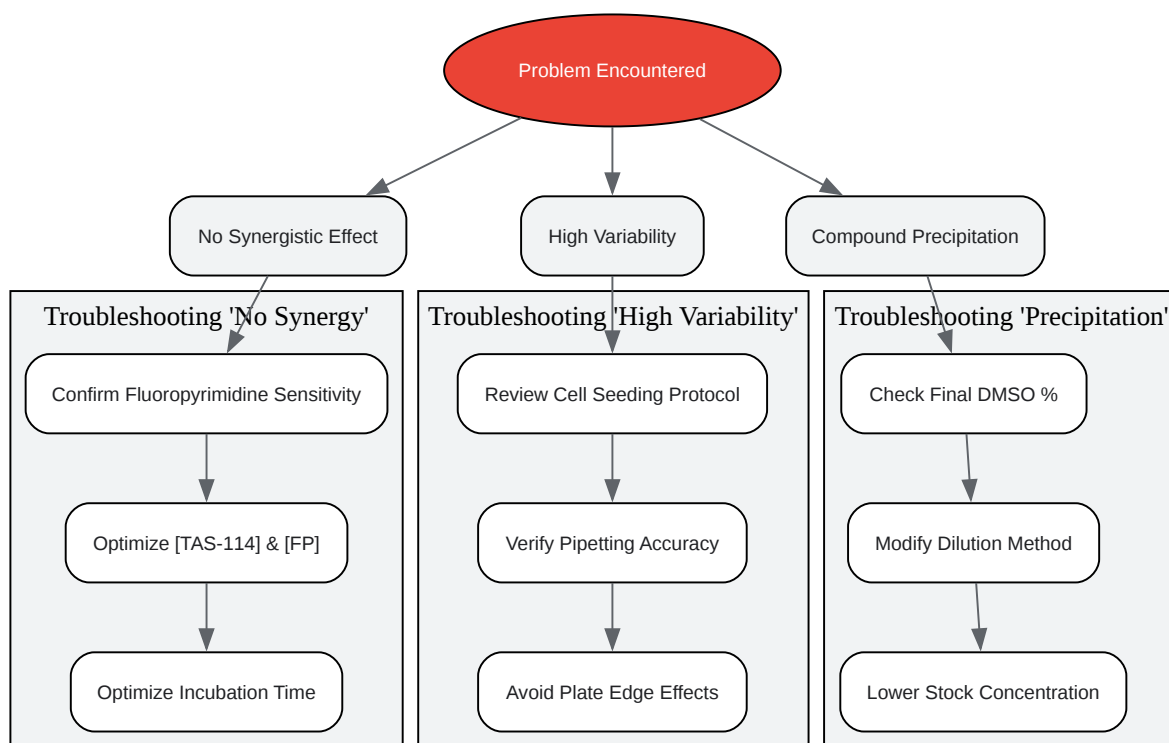 Problem Encountered
No Synergistic Effect
High Variability
Compound Precipitation
Troubleshooting 'No Synergy'
Troubleshooting 'High Variability'
Troubleshooting 'Precipitation'
Confirm Fluoropyrimidine Sensitivity
Review Cell Seeding Protocol
Check Final DMSO %
Optimize [TAS-114] & [FP]
Verify Pipetting Accuracy
Modify Dilution Method
Optimize Incubation Time
Avoid Plate Edge Effects
Lower Stock Concentration